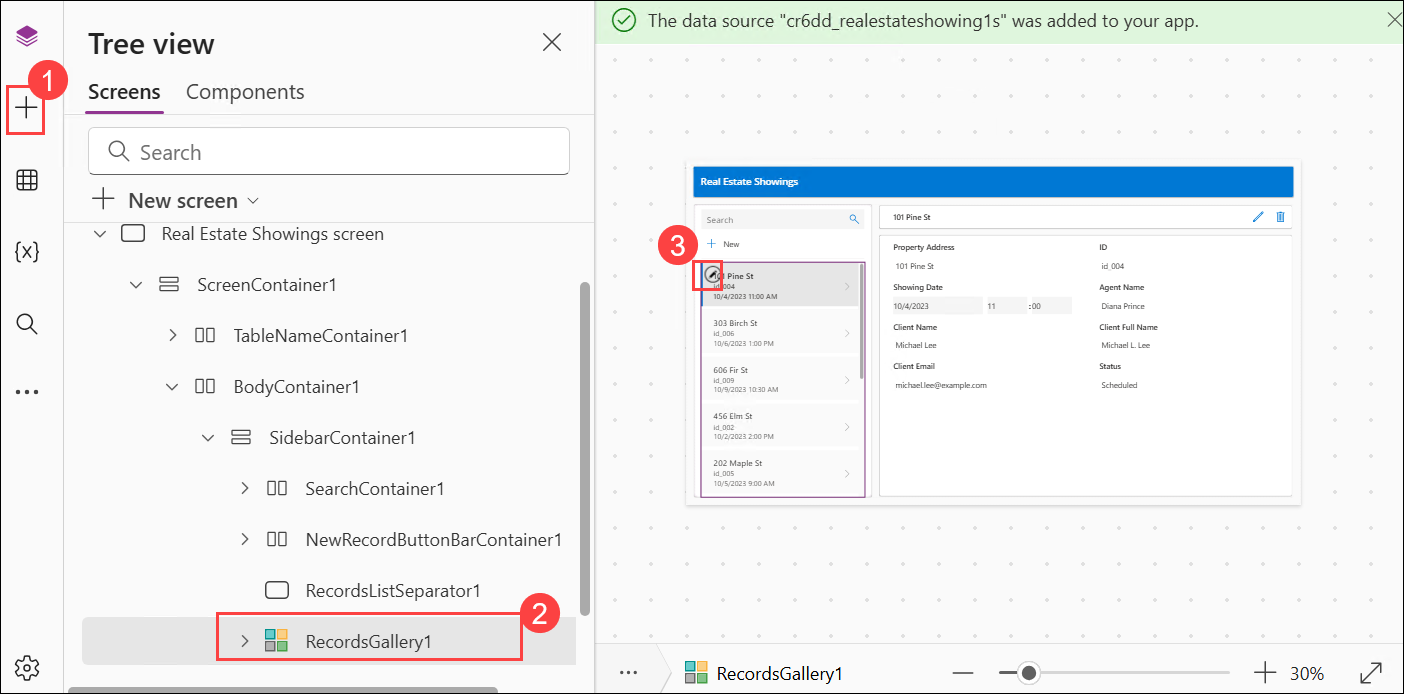 The data source "cr6dd_realestateshowing1s" was added to your app.
Tree view
1
Screens
Components
Search
New screen
Real Estate Showings screen
ScreenContainer1
TableNameContainer1
BodyContainer1
SidebarContainer1
SearchContainer1
NewRecordButtonBarContainer1
RecordsListSeparator1
2
RecordsGallery1
{x}
Real Estate Showings
Search
New
3
101 Pine St
id_004
10/4/2023 11:00 AM
303 Birch St
id_006
10/6/2023 1:00 PM
606 Fir St
id_009
10/9/2023 10:30 AM
456 Elm St
id_002
10/2/2023 2:00 PM
202 Maple St
id_005
10/5/2023 9:00 AM
101 Pine St
Property Address
ID
101 Pine St
id_004
Showing Date
Agent Name
10/4/2023
11
:00
Diana Prince
Client Name
Client Full Name
Michael Lee
Michael L. Lee
Client Email
Status
michael.lee@example.com
Scheduled
RecordsGallery1
30%